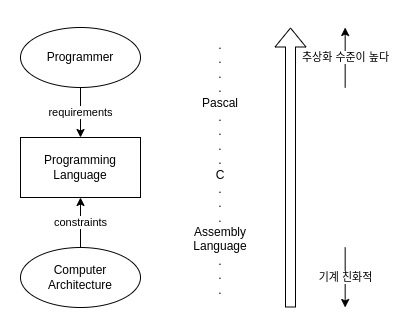 Programmer
requirements
Programming
Language
constraints
Computer
Architecture
Pascal
C
Assembly
Language
추상화 수준이 높다
기계 진화적